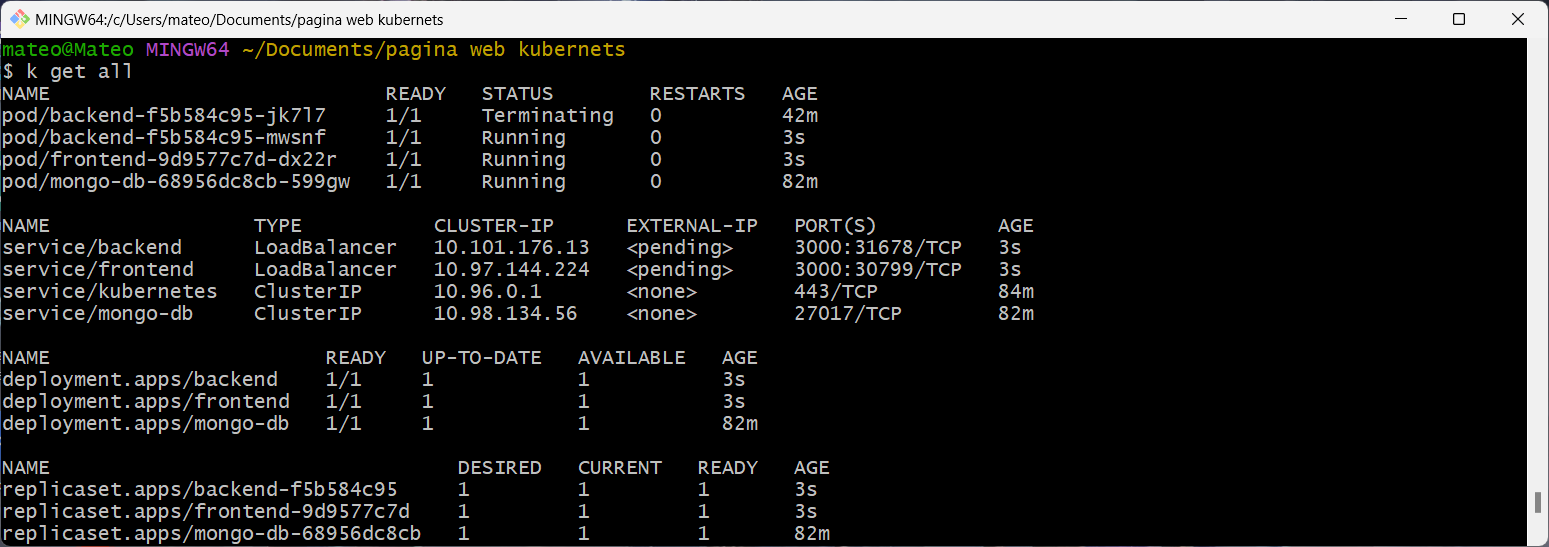 MINGW64:/c/Users/mateo/Documents/pagina web kubernets
mateo@Mateo MINGW64 ~/Documents/pagina web kubernets
$ k get all
NAME                            READY   STATUS        RESTARTS   AGE
pod/backend-f5b584c95-jk7l7     1/1     Terminating   0          42m
pod/backend-f5b584c95-mwsnf     1/1     Running       0          3s
pod/frontend-9d9577c7d-dx22r    1/1     Running       0          3s
pod/mongo-db-68956dc8cb-599gw   1/1     Running       0          82m
NAME                 TYPE           CLUSTER-IP      EXTERNAL-IP   PORT(S)          AGE
service/backend      LoadBalancer   10.101.176.13   <pending>     3000:31678/TCP   3s
service/frontend     LoadBalancer   10.97.144.224   <pending>     3000:30799/TCP   3s
service/kubernetes   ClusterIP      10.96.0.1       <none>        443/TCP          84m
service/mongo-db     ClusterIP      10.98.134.56    <none>        27017/TCP        82m
NAME                       READY   UP-TO-DATE   AVAILABLE   AGE
deployment.apps/backend    1/1     1            1           3s
deployment.apps/frontend   1/1     1            1           3s
deployment.apps/mongo-db   1/1     1            1           82m
NAME                                  DESIRED   CURRENT   READY   AGE
replicaset.apps/backend-f5b584c95     1         1         1       3s
replicaset.apps/frontend-9d9577c7d    1         1         1       3s
replicaset.apps/mongo-db-68956dc8cb   1         1         1       82m